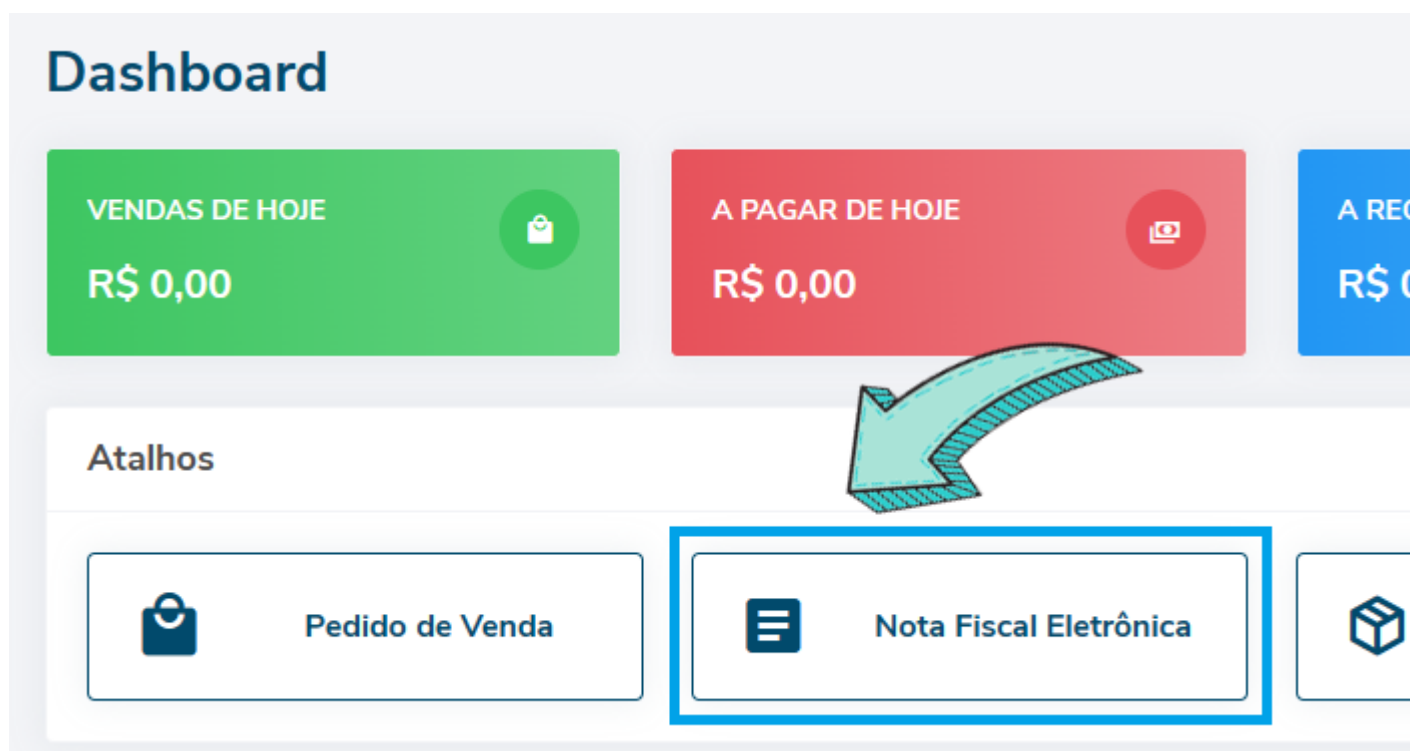 Dashboard
VENDAS DE HOJE
R$ 0,00
A PAGAR DE HOJE
R$ 0,00
R$
Atalhos
Pedido de Venda
Nota Fiscal Eletrônica